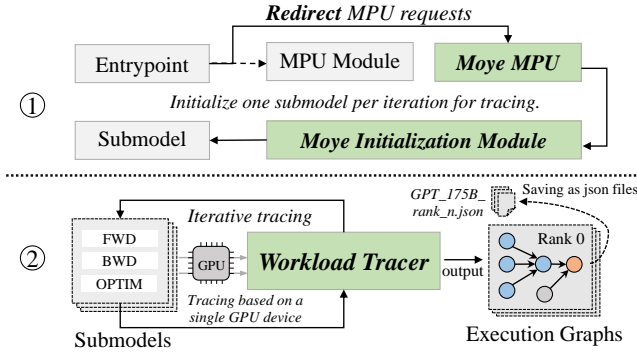 Redirect MPU requests
Entrypoint
MPU Module
Moye MPU
①
Initialize one submodel per iteration for tracing.
Submodel
Moye Initialization Module
②
Iterative tracing
GPT_175B_
rank_n.json
Saving as json files
FWD
BWD
OPTIM
GPU
Workload Tracer
output
Rank 0
Tracing based on a
single GPU device
Submodels
Execution Graphs